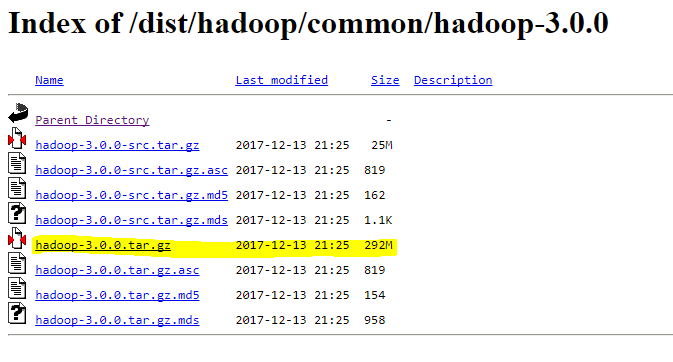 Index of /dist/hadoop/common/hadoop-3.0.0
Name Last modified Size Description
Parent Directory -
hadoop-3.0.0-src.tar.gz 2017-12-13 21:25 25M
hadoop-3.0.0-src.tar.gz.asc 2017-12-13 21:25 819
hadoop-3.0.0-src.tar.gz.md5 2017-12-13 21:25 162
hadoop-3.0.0-src.tar.gz.mds 2017-12-13 21:25 1.1K
hadoop-3.0.0.tar.gz 2017-12-13 21:25 292M
hadoop-3.0.0.tar.gz.asc 2017-12-13 21:25 819
hadoop-3.0.0.tar.gz.md5 2017-12-13 21:25 154
hadoop-3.0.0.tar.gz.mds 2017-12-13 21:25 958